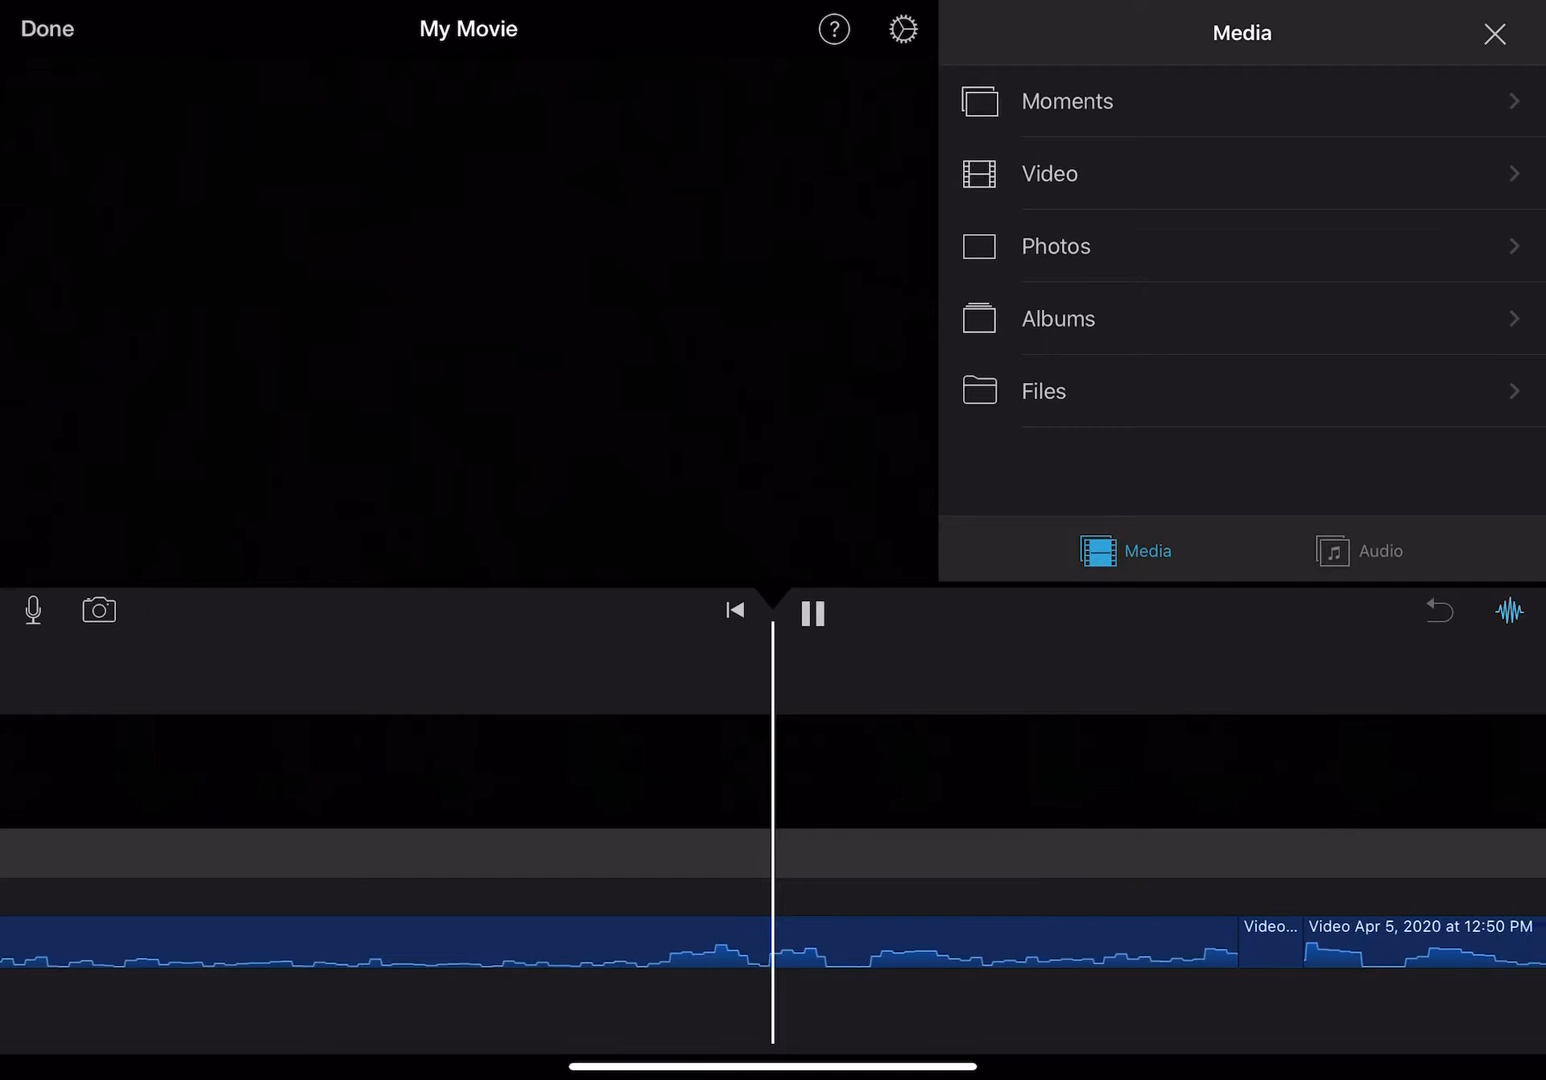 Done
My Movie
?
Media
Moments
Video
Photos
Albums
Files
Media
Audio
Video...
Video Apr 5, 2020 at 12:50 PM